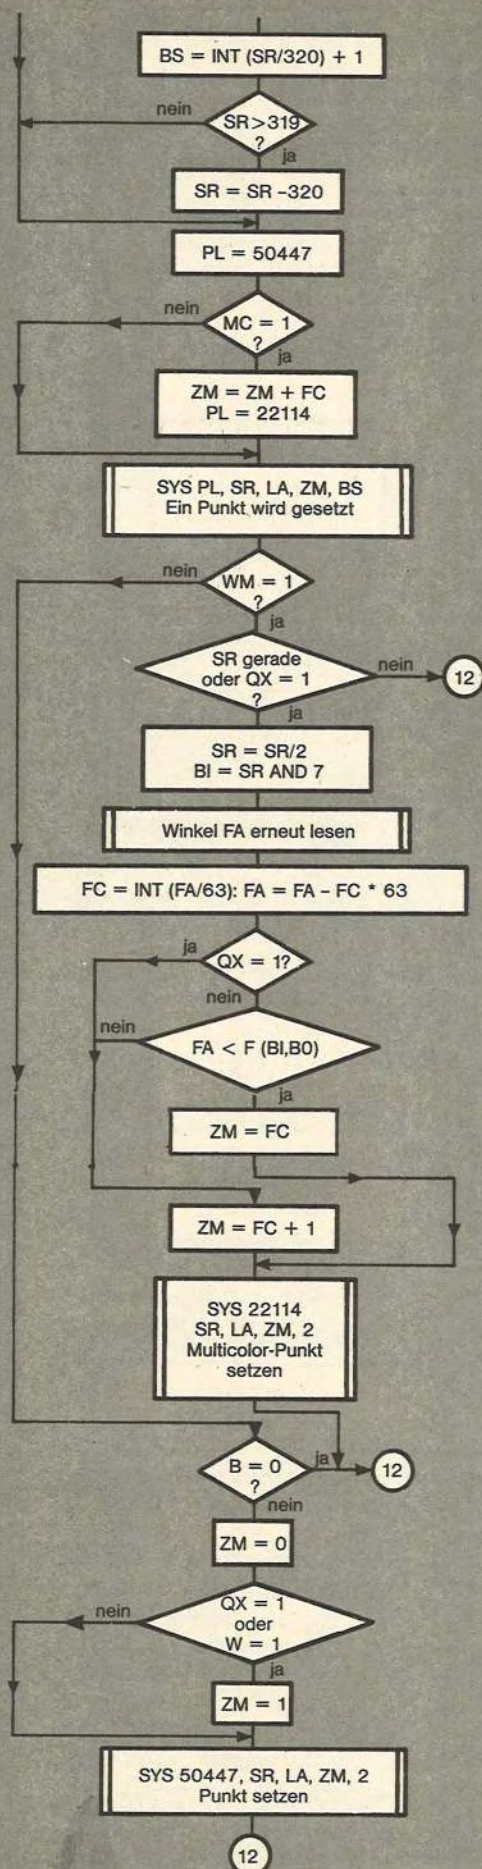 BS = INT (SR/320) + 1
nein
SR>319
?
ja
SR = SR -320
PL = 50447
nein
MC = 1
?
ja
ZM = ZM + FC
PL = 22114
SYS PL, SR, LA, ZM, BS
Ein Punkt wird gesetzt
nein
WM = 1
?
ja
SR gerade
oder QX = 1
?
nein
12
ja
SR = SR/2
BI = SR AND 7
Winkel FA erneut lesen
FC = INT (FA/63): FA = FA - FC * 63
ja
QX = 1?
nein
nein
FA < F (BI,B0)
ja
ZM = FC
ZM = FC + 1
SYS 22114
SR, LA, ZM, 2
Multicolor-Punkt
setzen
B = 0
?
ja
12
nein
ZM = 0
nein
QX = 1
oder
W = 1
ja
ZM = 1
SYS 50447, SR, LA, ZM, 2
Punkt setzen
12